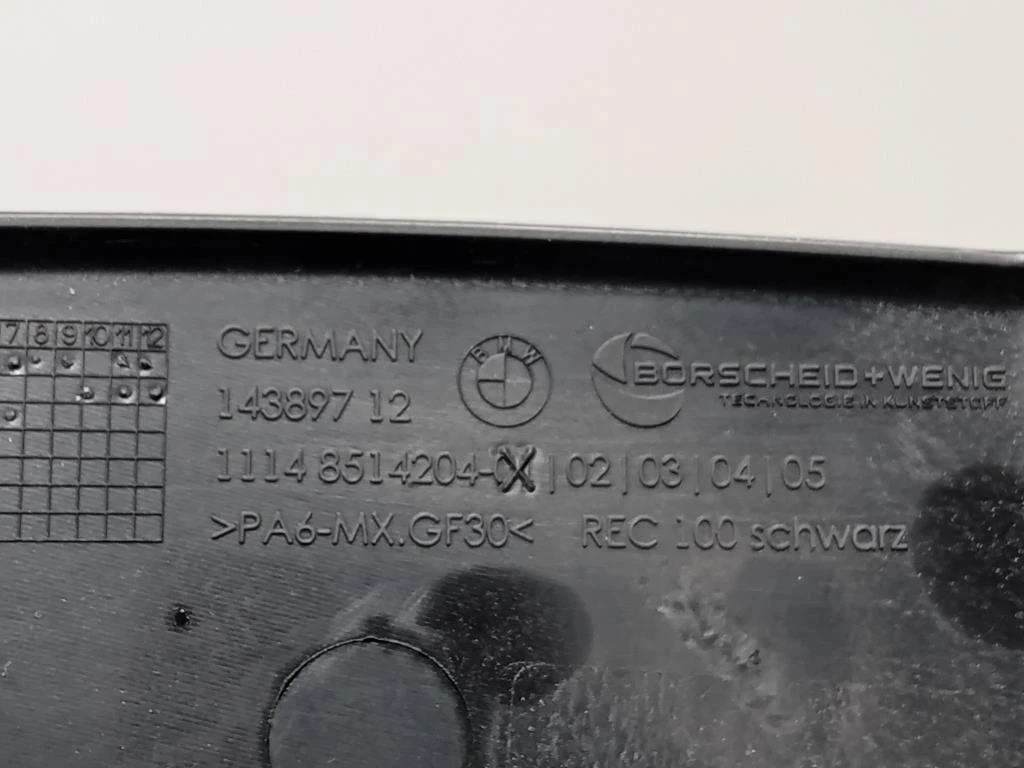 7 8 9 10 11 12
GERMANY
BMW
BORSCHEID+WENIG
TECHNOLOGIE IN KUNSTSTOFF
143897 12
1114 8514204-0X|02|03|04|05
>PA6-MX.GF30< REC 100 schwarz